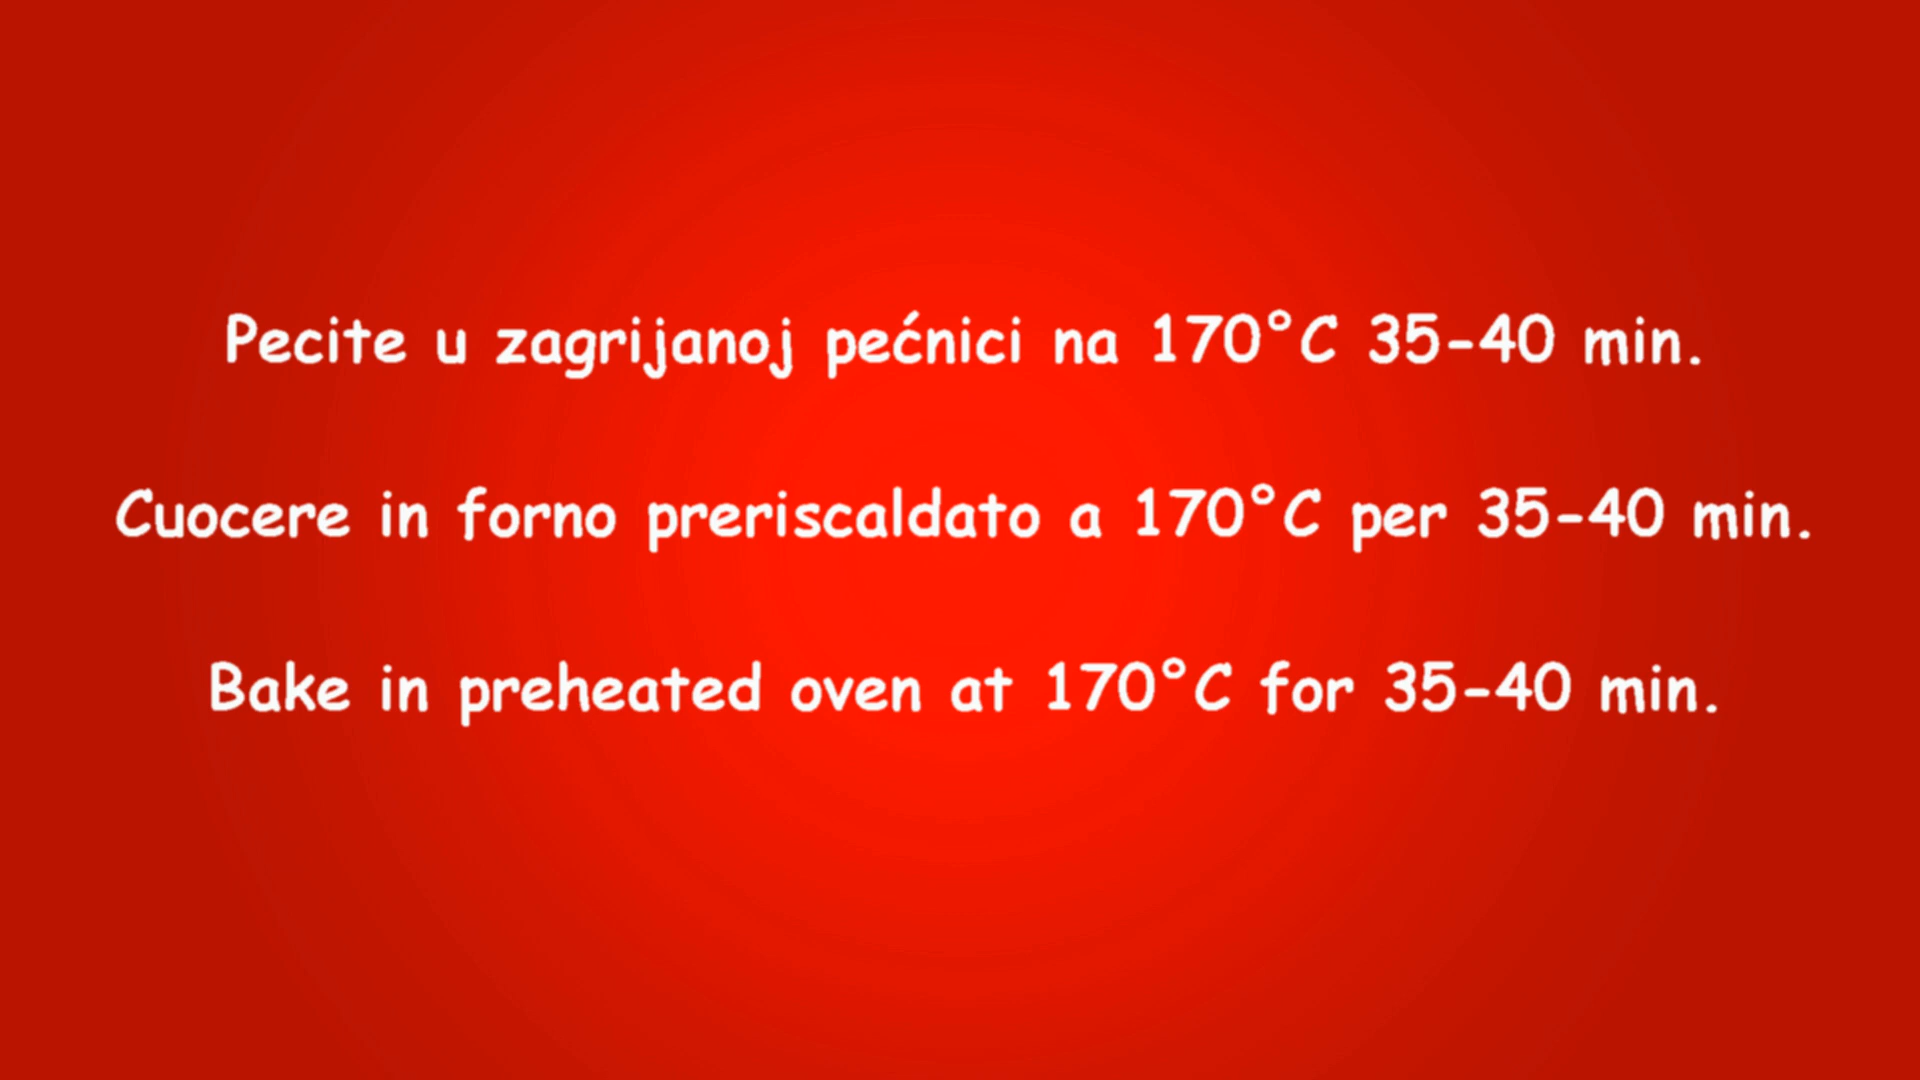 Pecite u zagrijanoj pećnici na 170°C 35-40 min.
Cuocere in forno preriscaldato a 170°C per 35-40 min.
Bake in preheated oven at 170°C for 35-40 min.